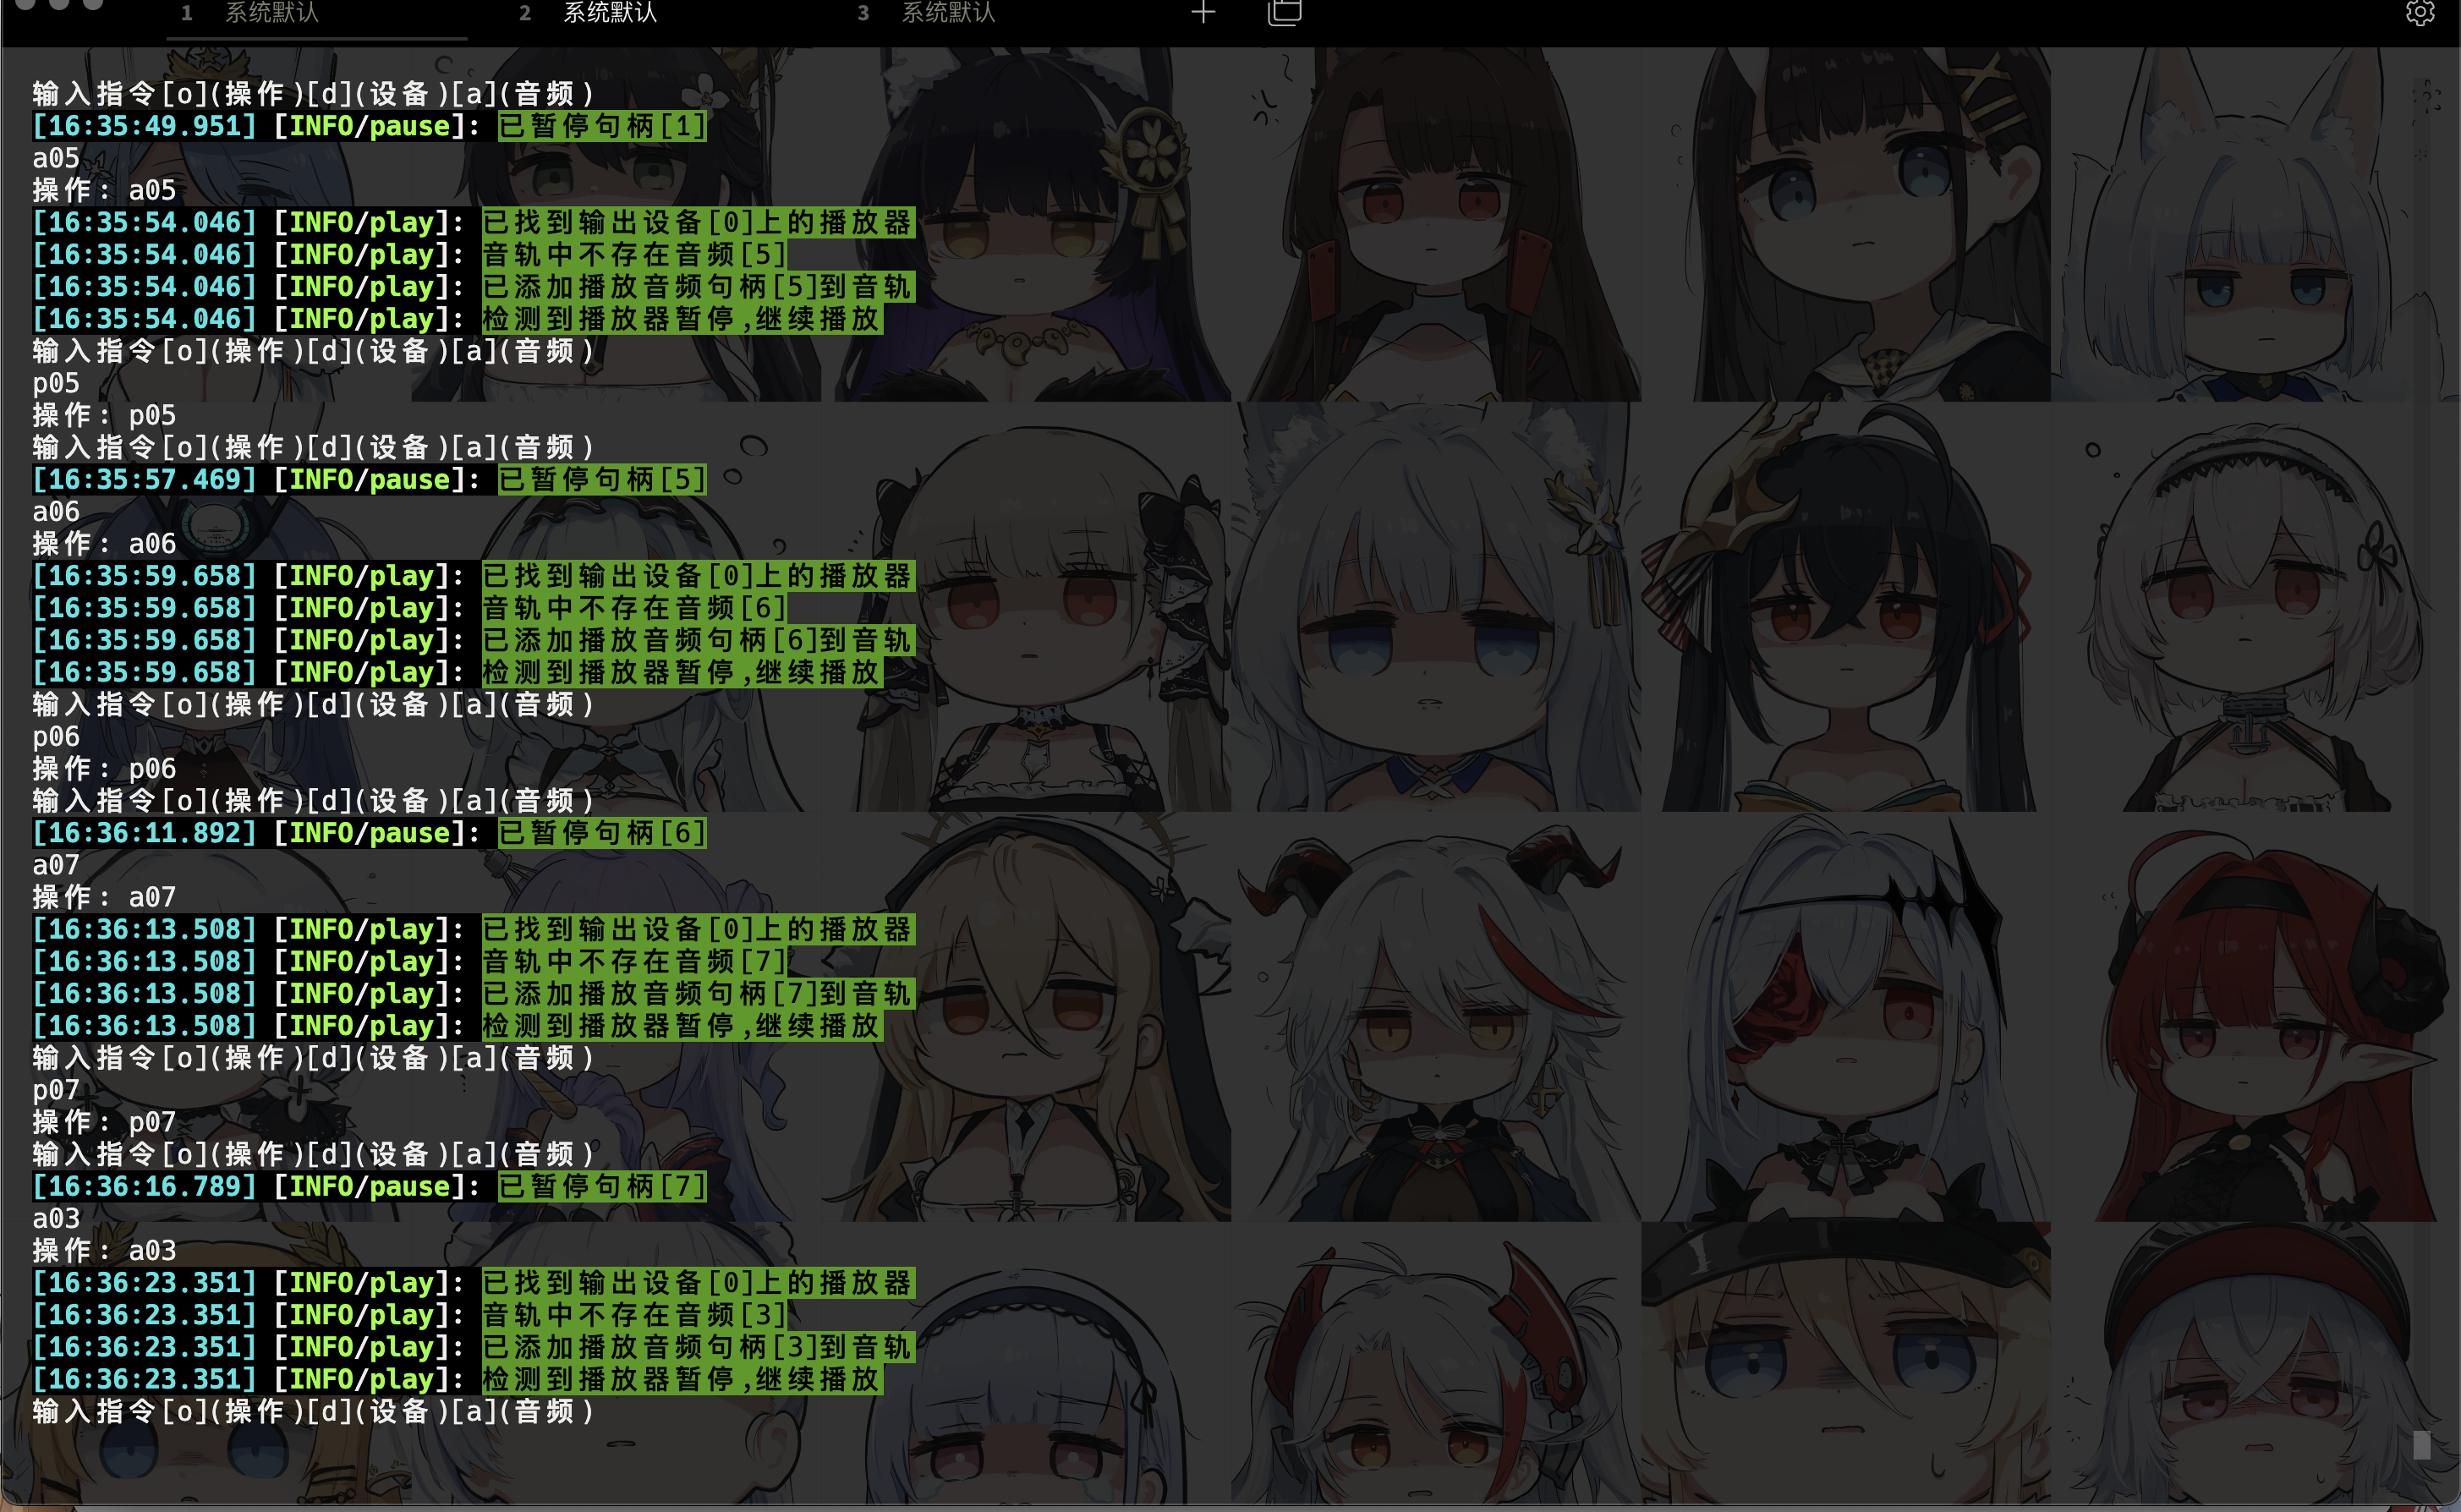 1 系统默认 2 系统默认 3 系统默认
输入指令[o](操作)[d](设备)[a](音频)
[16:35:49.951] [INFO/pause]: 已暂停句柄[1]
a05
操作: a05
[16:35:54.046] [INFO/play]: 已找到输出设备[0]上的播放器
[16:35:54.046] [INFO/play]: 音轨中不存在音频[5]
[16:35:54.046] [INFO/play]: 已添加播放音频句柄[5]到音轨
[16:35:54.046] [INFO/play]: 检测到播放器暂停,继续播放
输入指令[o](操作)[d](设备)[a](音频)
p05
操作: p05
输入指令[o](操作)[d](设备)[a](音频)
[16:35:57.469] [INFO/pause]: 已暂停句柄[5]
a06
操作: a06
[16:35:59.658] [INFO/play]: 已找到输出设备[0]上的播放器
[16:35:59.658] [INFO/play]: 音轨中不存在音频[6]
[16:35:59.658] [INFO/play]: 已添加播放音频句柄[6]到音轨
[16:35:59.658] [INFO/play]: 检测到播放器暂停,继续播放
输入指令[o](操作)[d](设备)[a](音频)
p06
操作: p06
输入指令[o](操作)[d](设备)[a](音频)
[16:36:11.892] [INFO/pause]: 已暂停句柄[6]
a07
操作: a07
[16:36:13.508] [INFO/play]: 已找到输出设备[0]上的播放器
[16:36:13.508] [INFO/play]: 音轨中不存在音频[7]
[16:36:13.508] [INFO/play]: 已添加播放音频句柄[7]到音轨
[16:36:13.508] [INFO/play]: 检测到播放器暂停,继续播放
输入指令[o](操作)[d](设备)[a](音频)
p07
操作: p07
输入指令[o](操作)[d](设备)[a](音频)
[16:36:16.789] [INFO/pause]: 已暂停句柄[7]
a03
操作: a03
[16:36:23.351] [INFO/play]: 已找到输出设备[0]上的播放器
[16:36:23.351] [INFO/play]: 音轨中不存在音频[3]
[16:36:23.351] [INFO/play]: 已添加播放音频句柄[3]到音轨
[16:36:23.351] [INFO/play]: 检测到播放器暂停,继续播放
输入指令[o](操作)[d](设备)[a](音频)